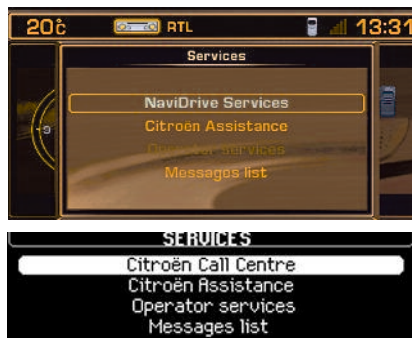 20°c RTL 13:31
Services
NaviDrive Services
Citroën Assistance
Operator services
Messages list
SERVICES
Citroën Call Centre
Citroën Assistance
Operator services
Messages list